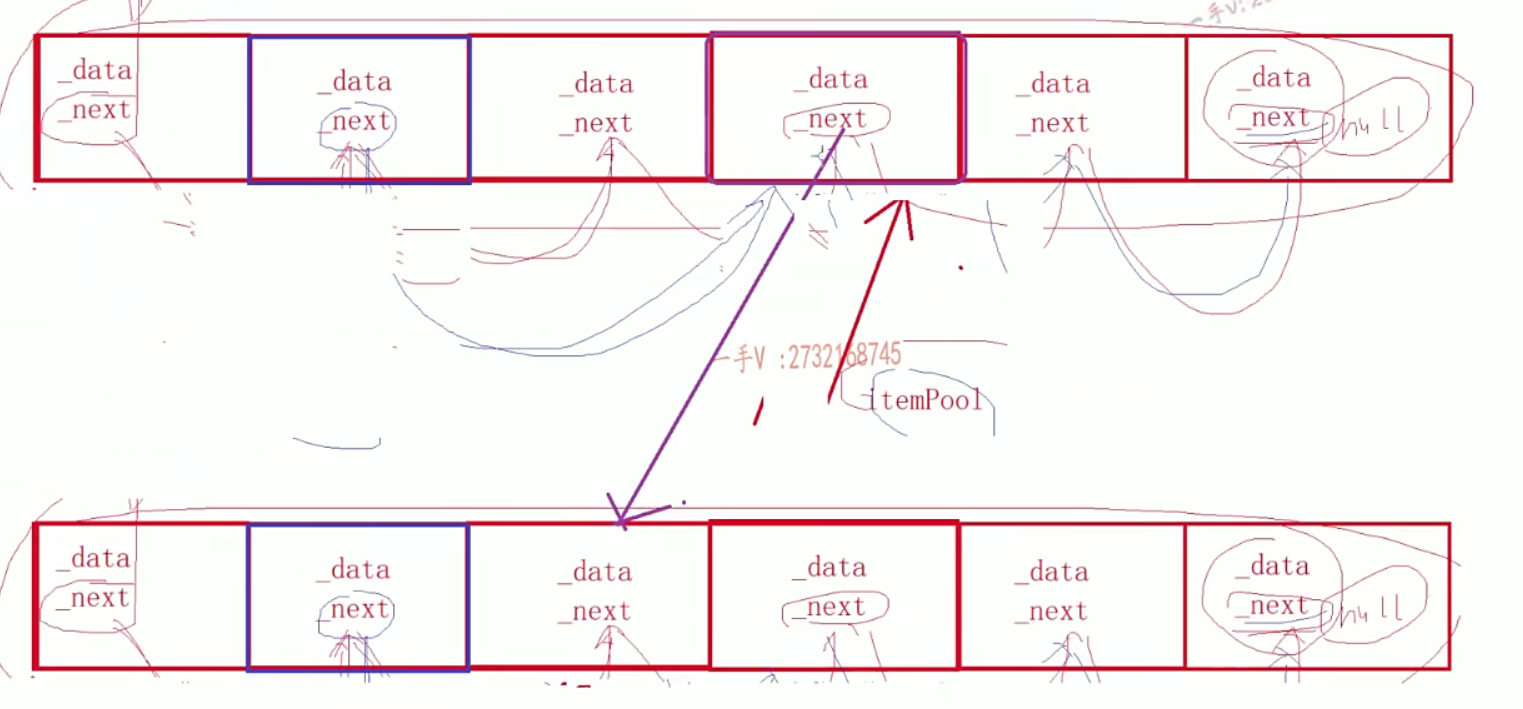 _data _data _data _data _data _data
_next _next _next _next _next _next null
一手V :2732168745
itemPool
_data _data _data _data _data _data
_next _next _next _next _next _next null